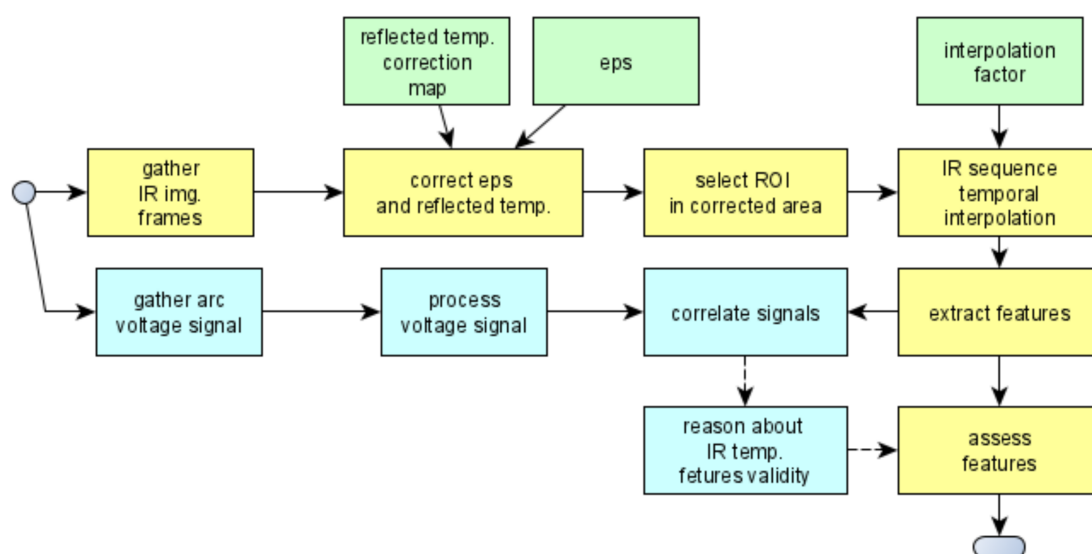 reflected temp.
correction
map
eps
interpolation
factor
gather
IR img.
frames
correct eps
and reflected temp.
select ROI
in corrected area
IR sequence
temporal
interpolation
gather arc
voltage signal
process
voltage signal
correlate signals
extract features
reason about
IR temp.
fetures validity
assess
features